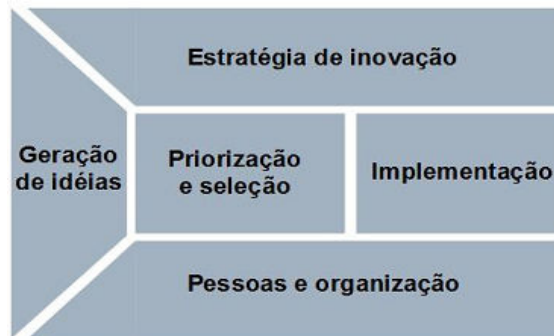 Estratégia de inovação
Geração
de idéias
Priorização
e seleção
Implementação
Pessoas e organização